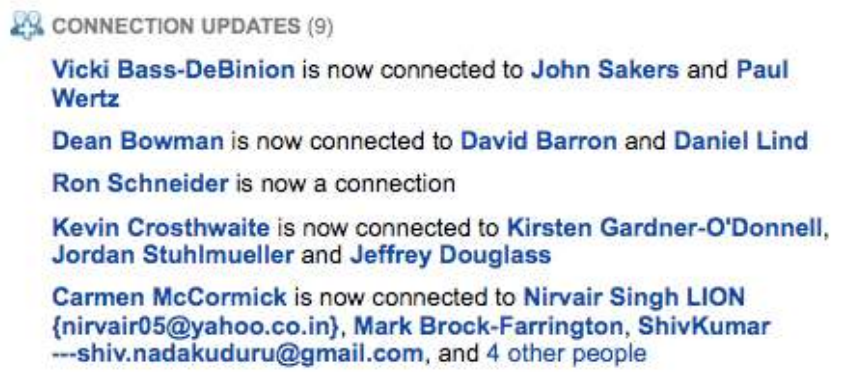 CONNECTION UPDATES (9)
Vicki Bass-DeBinion is now connected to John Sakers and Paul
Wertz
Dean Bowman is now connected to David Barron and Daniel Lind
Ron Schneider is now a connection
Kevin Crosthwaite is now connected to Kirsten Gardner-O'Donnell,
Jordan Stuhlmueller and Jeffrey Douglass
Carmen McCormick is now connected to Nirvair Singh LION
{nirvair05@yahoo.co.in}, Mark Brock-Farrington, ShivKumar
---shiv.nadakuduru@gmail.com, and 4 other people